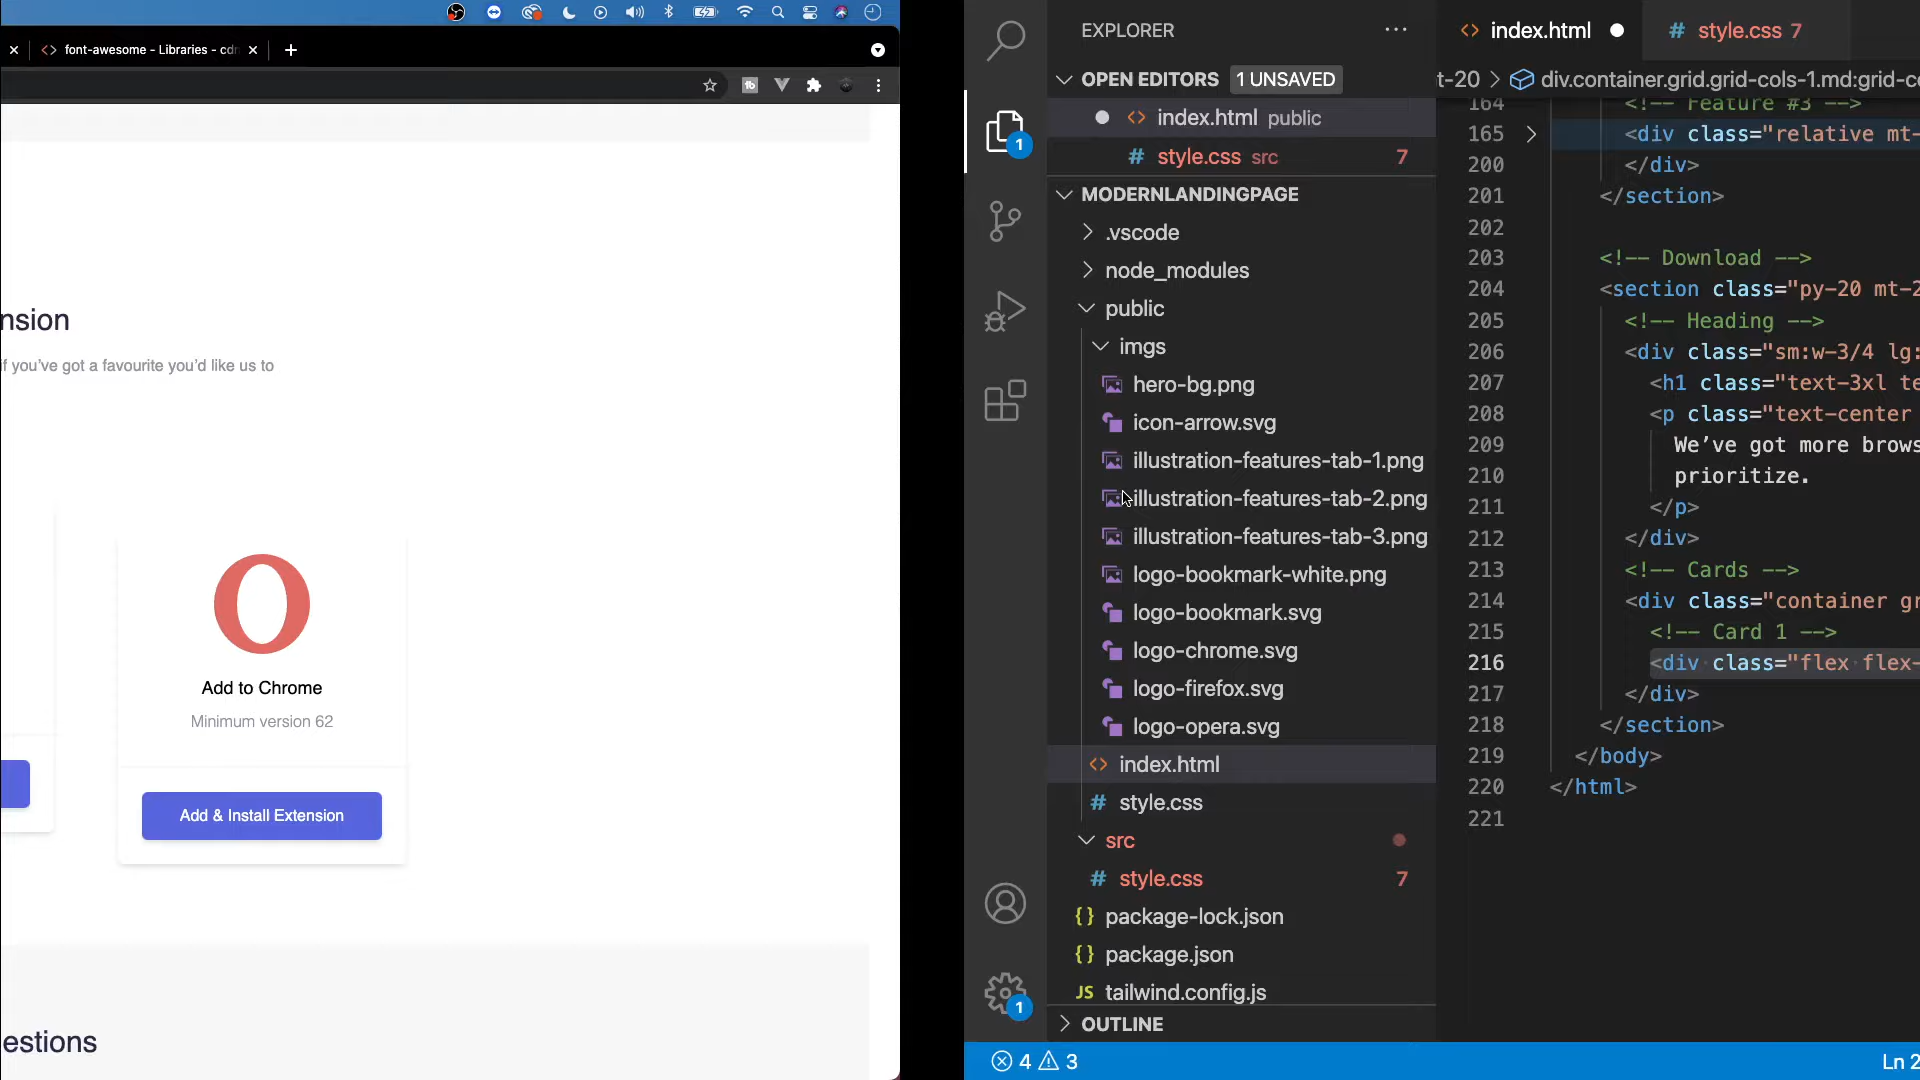 font-awesome - Libraries - cdn
nsion
if you've got a favourite you'd like us to
Add to Chrome
Minimum version 62
Add & Install Extension
estions
EXPLORER
OPEN EDITORS
1 UNSAVED
index.html public
style.css src
7
MODERNLANDINGPAGE
.vscode
node_modules
public
imgs
hero-bg.png
icon-arrow.svg
illustration-features-tab-1.png
illustration-features-tab-2.png
illustration-features-tab-3.png
logo-bookmark-white.png
logo-bookmark.svg
logo-chrome.svg
logo-firefox.svg
logo-opera.svg
index.html
style.css
src
style.css
7
package-lock.json
package.json
tailwind.config.js
OUTLINE
1
1
4
3
index.html
style.css 7
t-20 > div.container.grid.grid-cols-1.md:grid-c
164 <!-- Feature #3 -->
165 <div class="relative mt-
200 </div>
201 </section>
202
203 <!-- Download -->
204 <section class="py-20 mt-2
205 <!-- Heading -->
206 <div class="sm:w-3/4 lg:
207 <h1 class="text-3xl te
208 <p class="text-center
209 We've got more brows
210 prioritize.
211 </p>
212 </div>
213 <!-- Cards -->
214 <div class="container gr
215 <!-- Card 1 -->
216 <div class="flex flex-
217 </div>
218 </section>
219 </body>
220 </html>
221
Ln 2